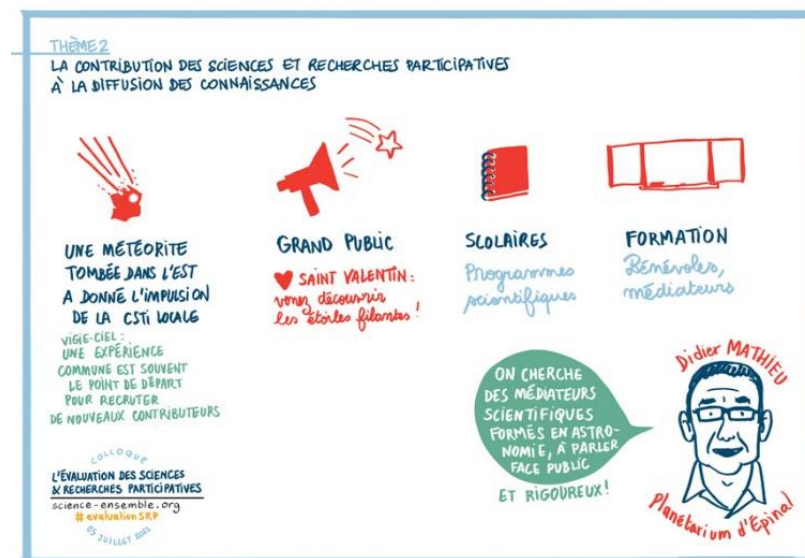 THÈME 2
LA CONTRIBUTION DES SCIENCES ET RECHERCHES PARTICIPATIVES
À LA DIFFUSION DES CONNAISSANCES
UNE MÉTÉORITE
TOMBÉE DANS L'EST
A DONNÉ L'IMPULSION
DE LA CSTi LOCALE
VIGIE-CIEL :
UNE EXPÉRIENCE
COMMUNE EST SOUVENT
LE POINT DE DÉPART
POUR RECRUTER
DE NOUVEAUX CONTRIBUTEURS
GRAND PUBLIC
SAINT VALENTIN :
venez découvrir
les étoiles filantes !
SCOLAIRES
Programmes
scientifiques
FORMATION
Bénévoles,
médiateurs
ON CHERCHE
DES MÉDIATEURS
SCIENTIFIQUES
FORMÉS EN ASTRO-
NOMIE, À PARLER
FACE PUBLIC
ET RIGOUREUX !
Didier MATHIEU
Planétarium d'Épinal
COLLOQUE
L'ÉVALUATION DES SCIENCES
& RECHERCHES PARTICIPATIVES
science-ensemble.org
#evaluationSRP
05 JUILLET 2022